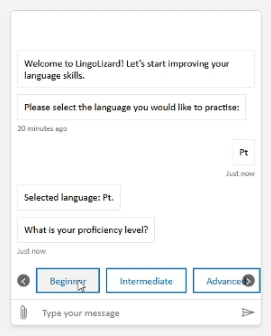 Welcome to LingoLizard! Let's start improving your
language skills.
Please select the language you would like to practise:
20 minutes ago
Pt
Just now
Selected language: Pt.
What is your proficiency level?
Just now
Beginner
Intermediate
Advanced
Type your message